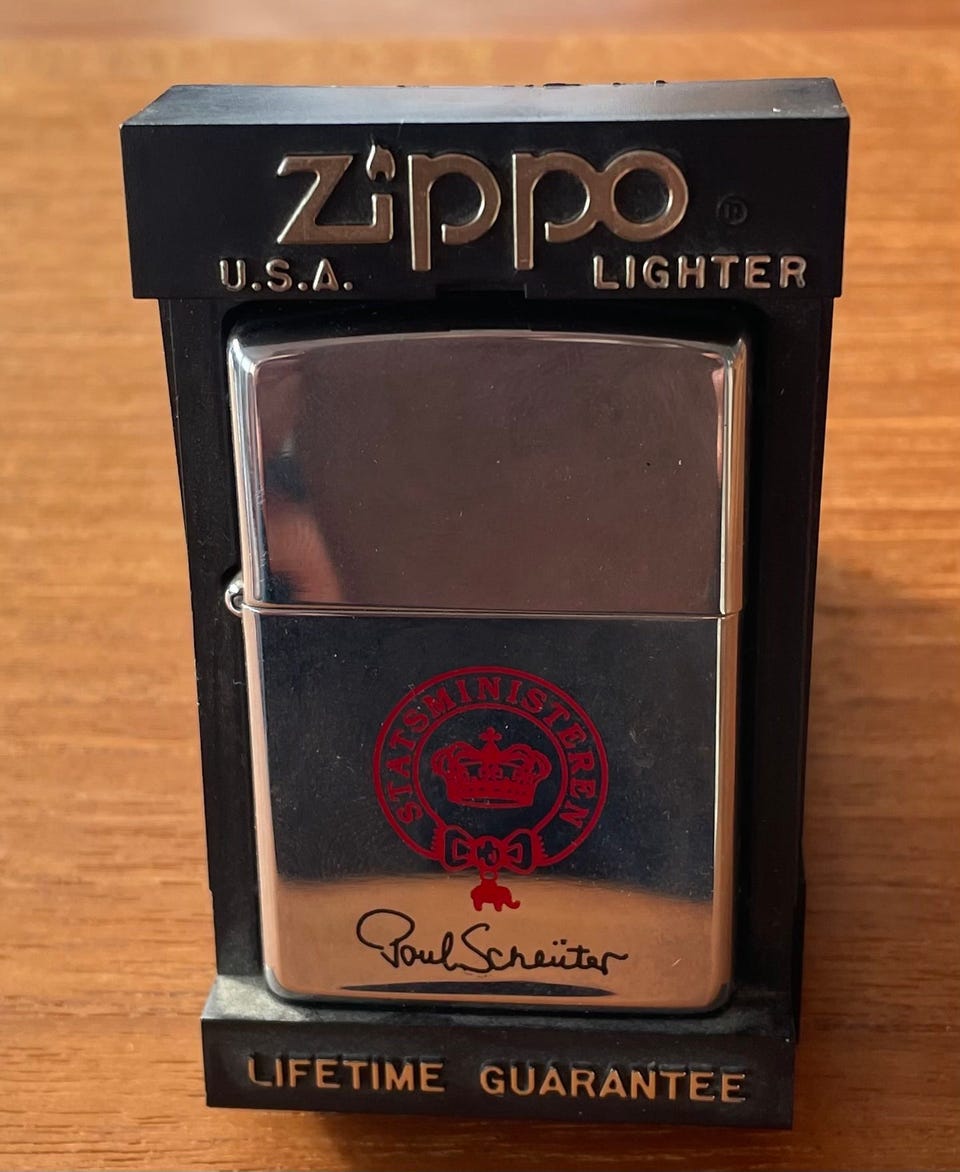 zippo ®
U.S.A. LIGHTER
STATSMINISTEREN
Poul Schlüter
LIFETIME GUARANTEE